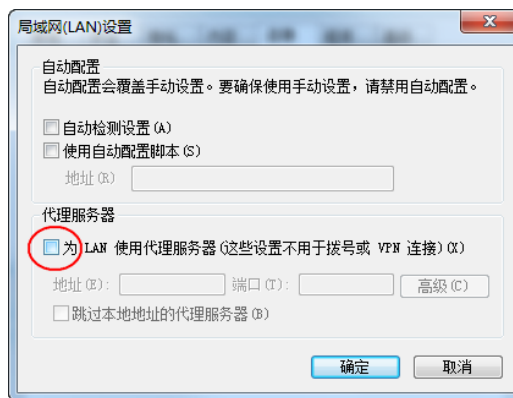 局域网(LAN)设置
自动配置
自动配置会覆盖手动设置。要确保使用手动设置，请禁用自动配置。
自动检测设置(A)
使用自动配置脚本(S)
地址(R)
代理服务器
为 LAN 使用代理服务器(这些设置不用于拨号或 VPN 连接)(X)
地址(E): 端口(T): 高级(C)
跳过本地地址的代理服务器(B)
确定 取消